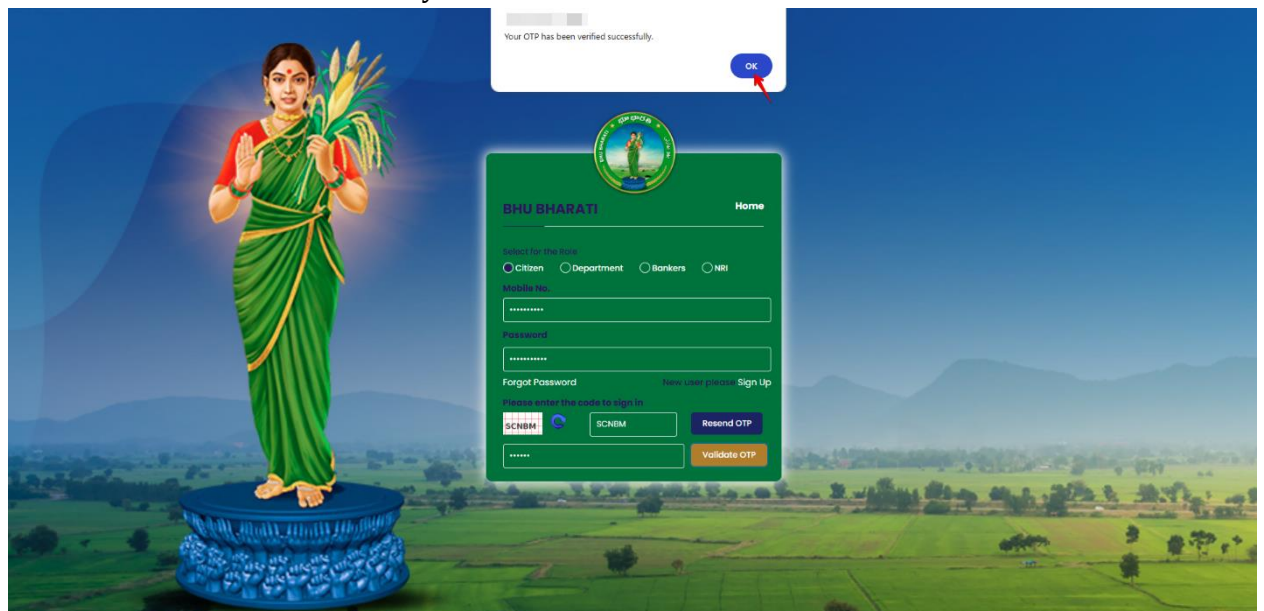 Your OTP has been verified successfully.
OK
BHU BHARATI
Home
Select for the Role
Citizen Department Bankers NRI
Mobile No.
••••••••••
Password
•••••••••••
Forgot Password New user please Sign Up
Please enter the code to sign in
SCNBM SCNBM Resend OTP
•••••• Validate OTP